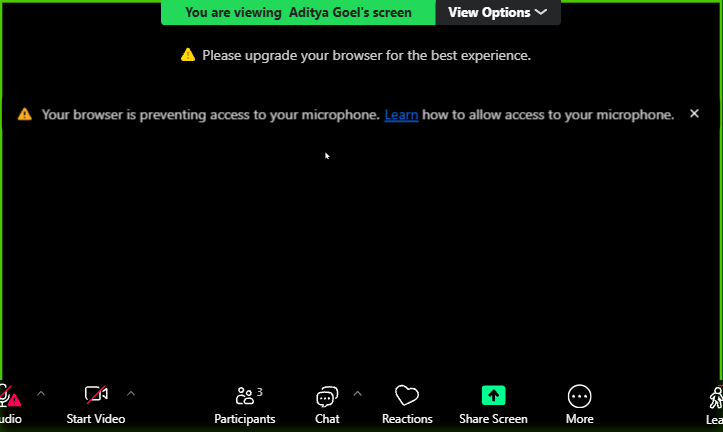 You are viewing Aditya Goel's screen View Options
Please upgrade your browser for the best experience.
Your browser is preventing access to your microphone. Learn how to allow access to your microphone.
3
udio Start Video Participants Chat Reactions Share Screen More Lea